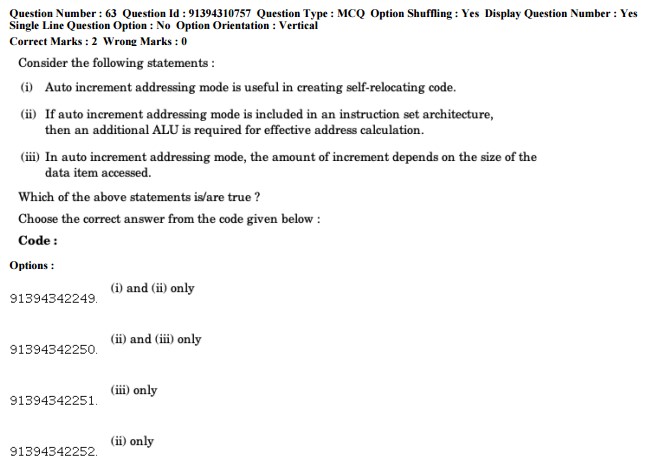 Question Number : 63 Question Id : 91394310757 Question Type : MCQ Option Shuffling : Yes Display Question Number : Yes
Single Line Question Option : No Option Orientation : Vertical
Correct Marks : 2 Wrong Marks : 0
Consider the following statements :
(i) Auto increment addressing mode is useful in creating self-relocating code.
(ii) If auto increment addressing mode is included in an instruction set architecture,
then an additional ALU is required for effective address calculation.
(iii) In auto increment addressing mode, the amount of increment depends on the size of the
data item accessed.
Which of the above statements is/are true ?
Choose the correct answer from the code given below :
Code :
Options :
(i) and (ii) only
91394342249.
(ii) and (iii) only
91394342250.
(iii) only
91394342251.
(ii) only
91394342252.